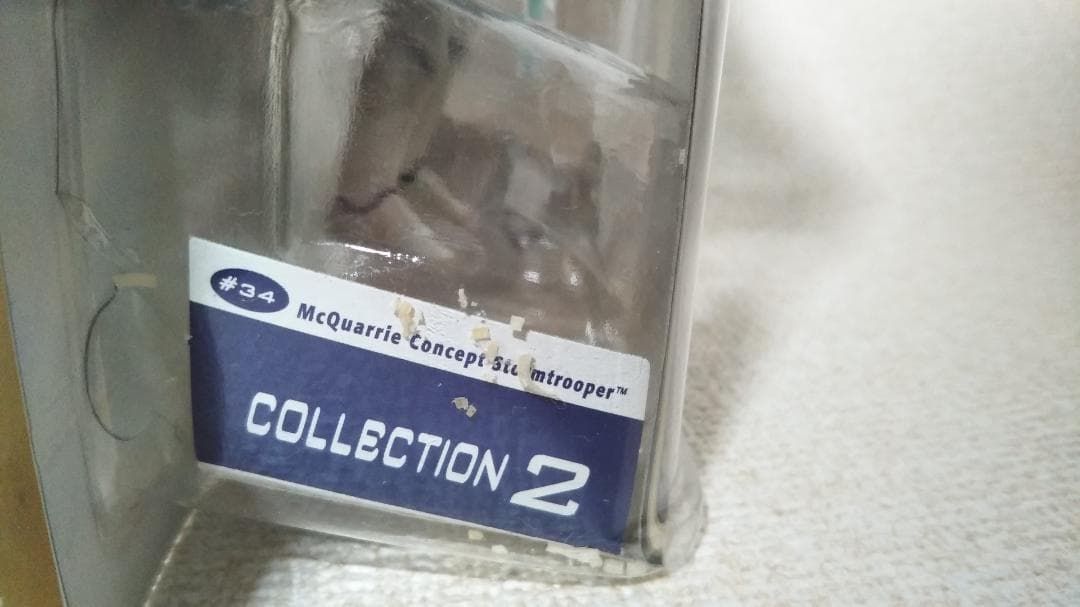 #34
McQuarrie Concept Stormtrooper™
COLLECTION 2